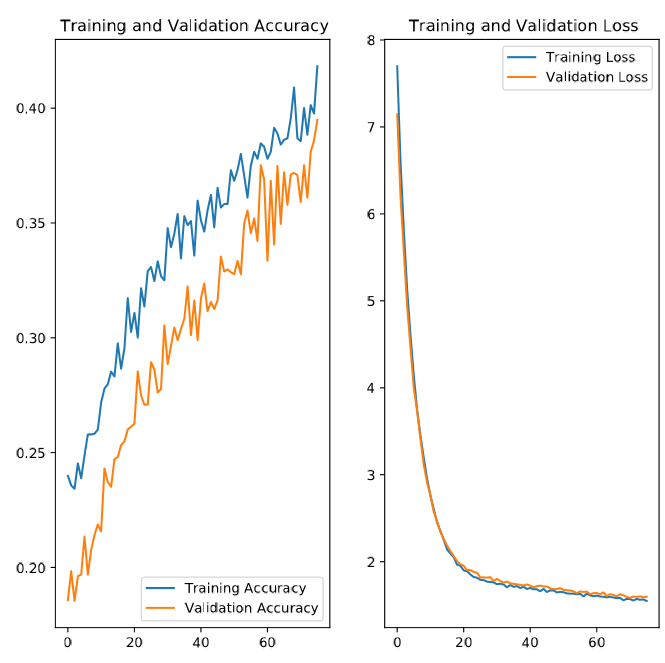 Training and Validation Accuracy
0.40
0.35
0.30
0.25
0.20
0 20 40 60
Training Accuracy
Validation Accuracy
Training and Validation Loss
8
7
6
5
4
3
2
0 20 40 60
Training Loss
Validation Loss